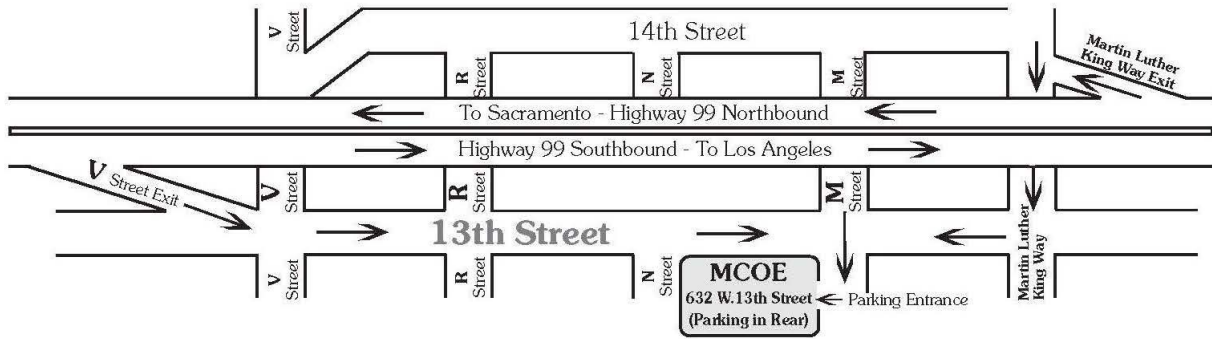 V
Street
14th Street
R
Street
N
Street
M
Street
Martin Luther
King Way Exit
To Sacramento - Highway 99 Northbound
Highway 99 Southbound - To Los Angeles
V Street Exit
V
Street
R
Street
M
Street
13th Street
Martin Luther
King Way
V
Street
R
Street
N
Street
MCOE
632 W.13th Street
(Parking in Rear)
Parking Entrance